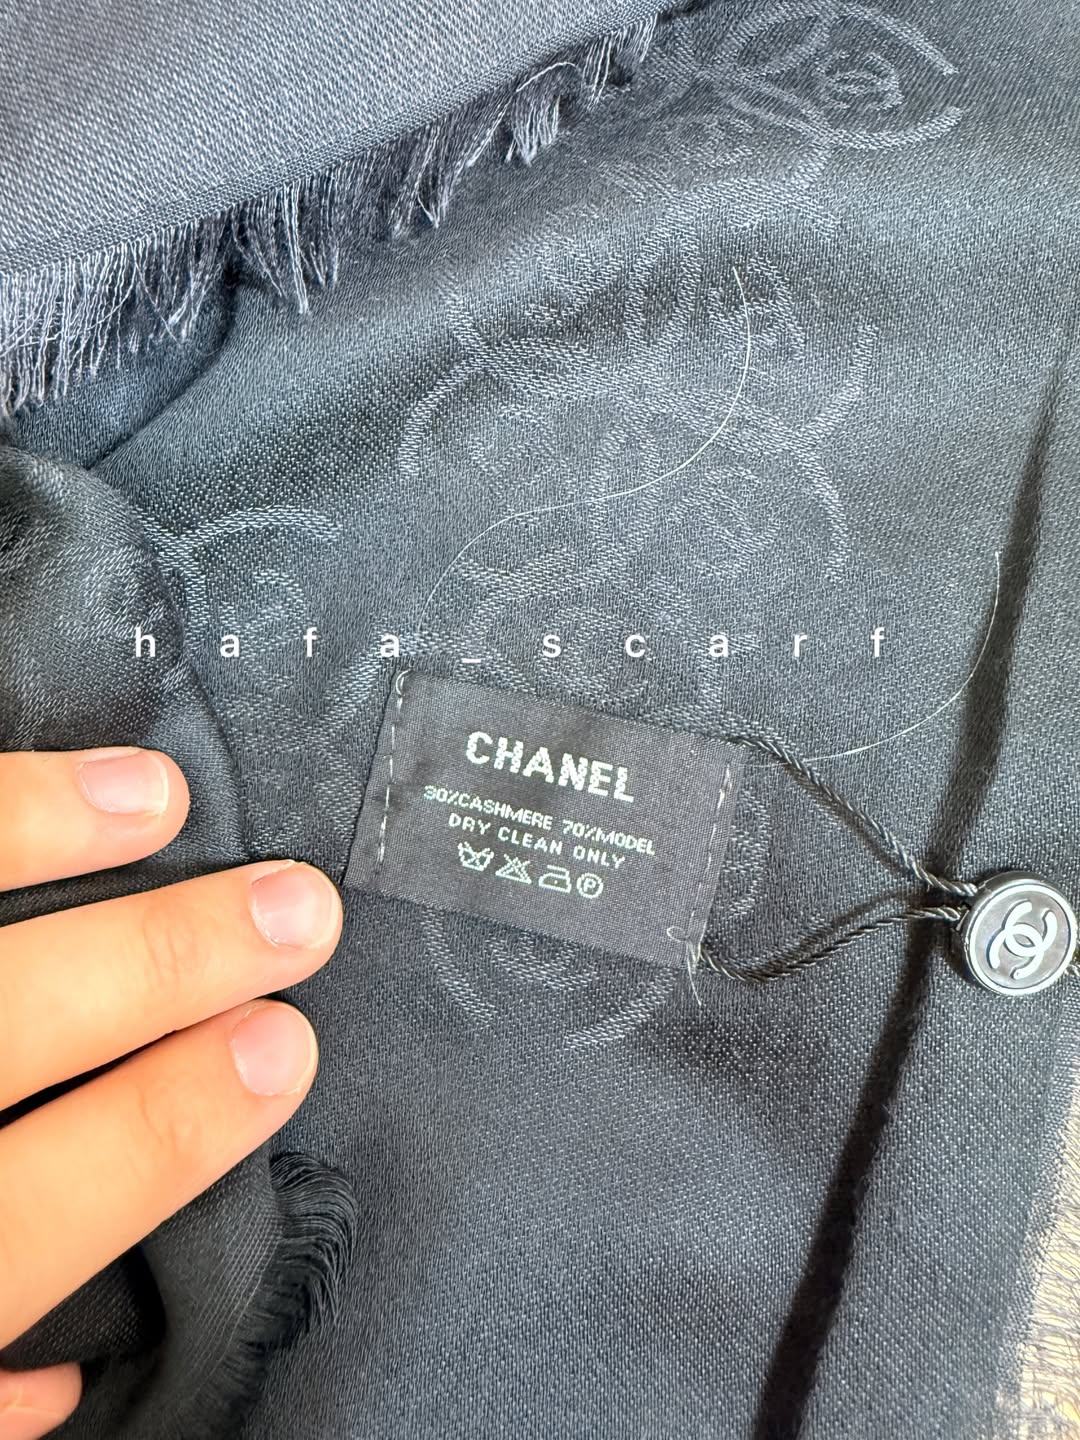 h a f a _ s c a r f
CHANEL
30%CASHMERE 70%MODEL
DRY CLEAN ONLY
P